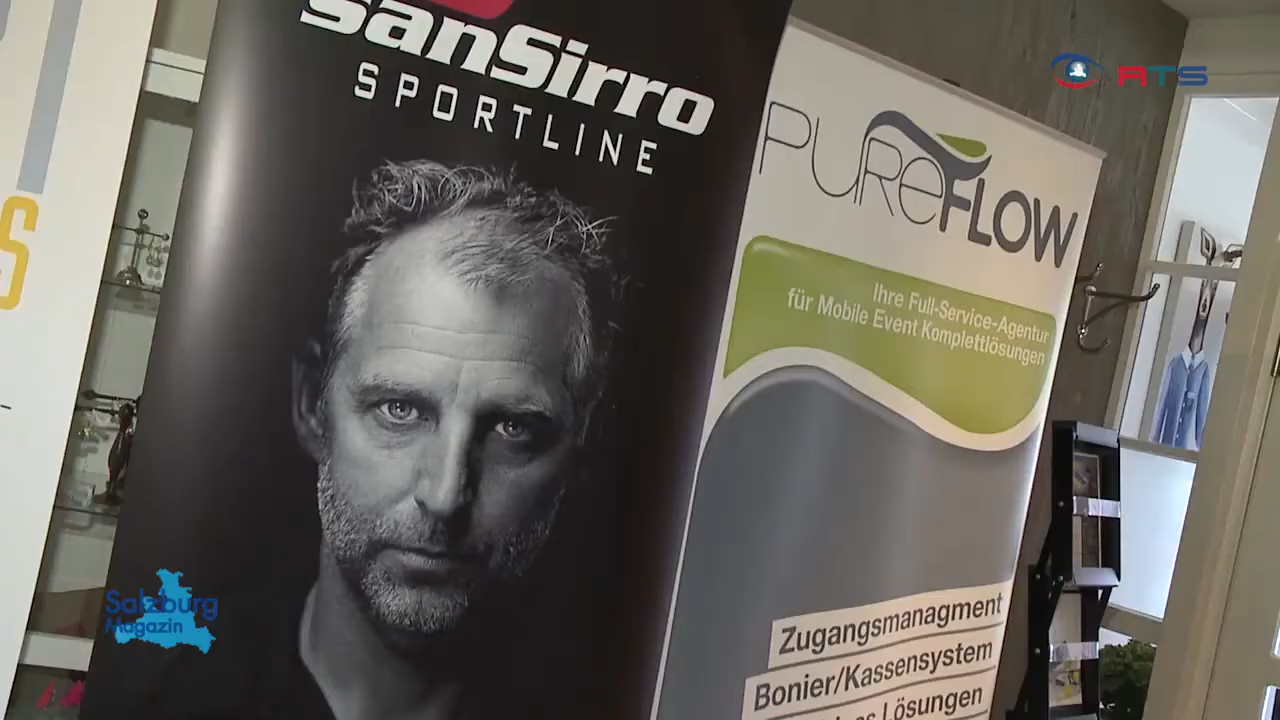 sanSirro
SPORTLINE
PUREFLOW
Ihre Full-Service-Agentur
für Mobile Event Komplettlösungen
Zugangsmanagment
Bonier/Kassensystem
Lösungen
RTS
Salzburg
Magazin
S